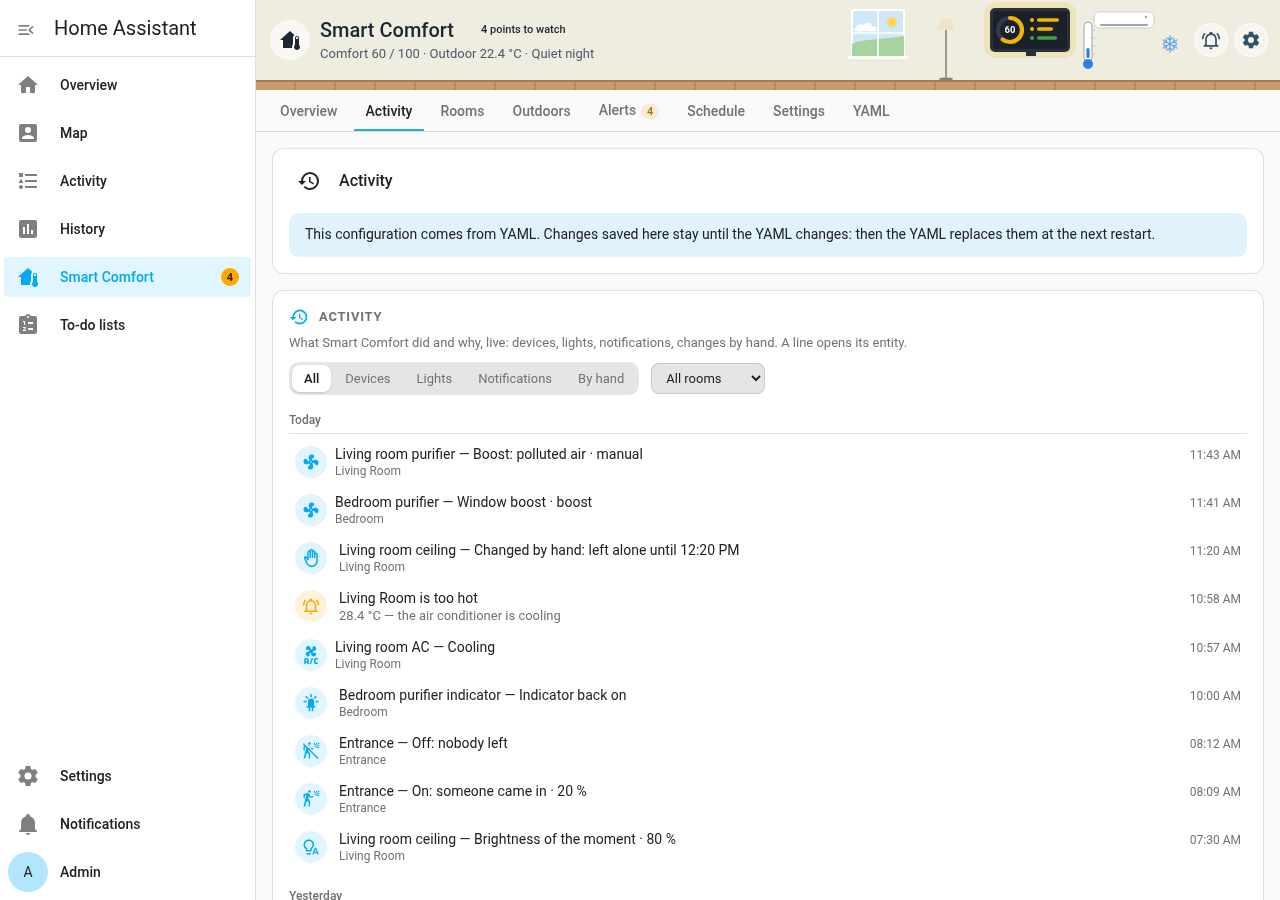 Home Assistant
Overview
Map
Activity
History
Smart Comfort
4
To-do lists
Settings
Notifications
A
Admin
Smart Comfort
4 points to watch
Comfort 60 / 100 · Outdoor 22.4 °C · Quiet night
60
Overview
Activity
Rooms
Outdoors
Alerts
4
Schedule
Settings
YAML
Activity
This configuration comes from YAML. Changes saved here stay until the YAML changes: then the YAML replaces them at the next restart.
ACTIVITY
What Smart Comfort did and why, live: devices, lights, notifications, changes by hand. A line opens its entity.
All
Devices
Lights
Notifications
By hand
All rooms
Today
Living room purifier — Boost: polluted air · manual
11:43 AM
Living Room
Bedroom purifier — Window boost · boost
11:41 AM
Bedroom
Living room ceiling — Changed by hand: left alone until 12:20 PM
11:20 AM
Living Room
Living Room is too hot
10:58 AM
28.4 °C — the air conditioner is cooling
A/C
Living room AC — Cooling
10:57 AM
Living Room
Bedroom purifier indicator — Indicator back on
10:00 AM
Bedroom
Entrance — Off: nobody left
08:12 AM
Entrance
Entrance — On: someone came in · 20 %
08:09 AM
Entrance
A
Living room ceiling — Brightness of the moment · 80 %
07:30 AM
Living Room
Yesterday